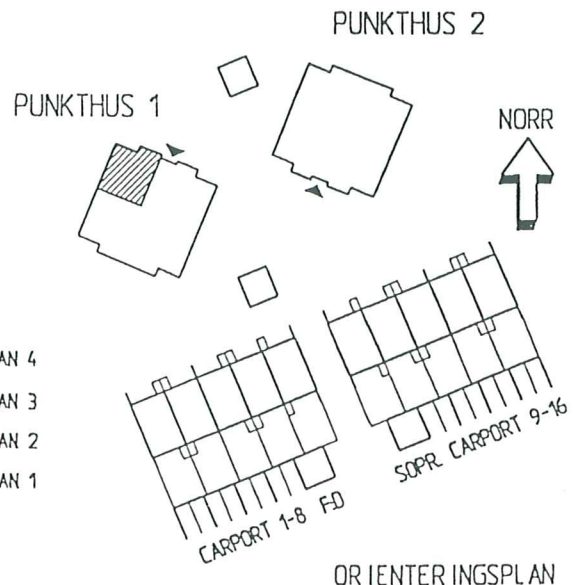 PUNKTHUS 2
PUNKTHUS 1
NORR
AN 4
AN 3
AN 2
AN 1
SOPR. CARPORT 9-16
CARPORT 1-8 F:D
ORIENTERINGSPLAN